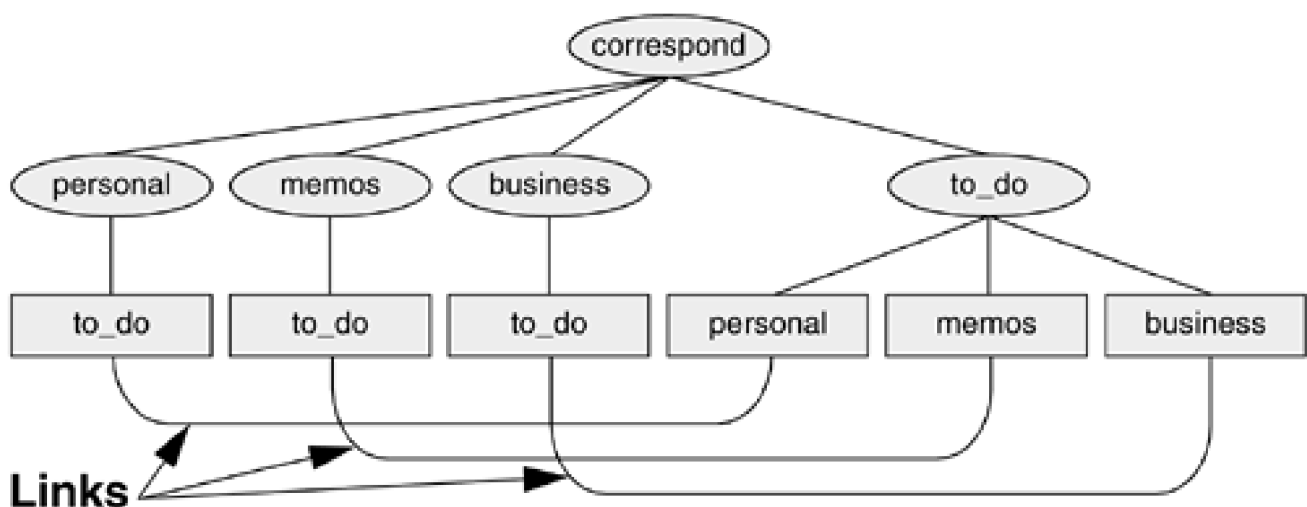 correspond
personal
memos
business
to_do
to_do
to_do
to_do
personal
memos
business
Links